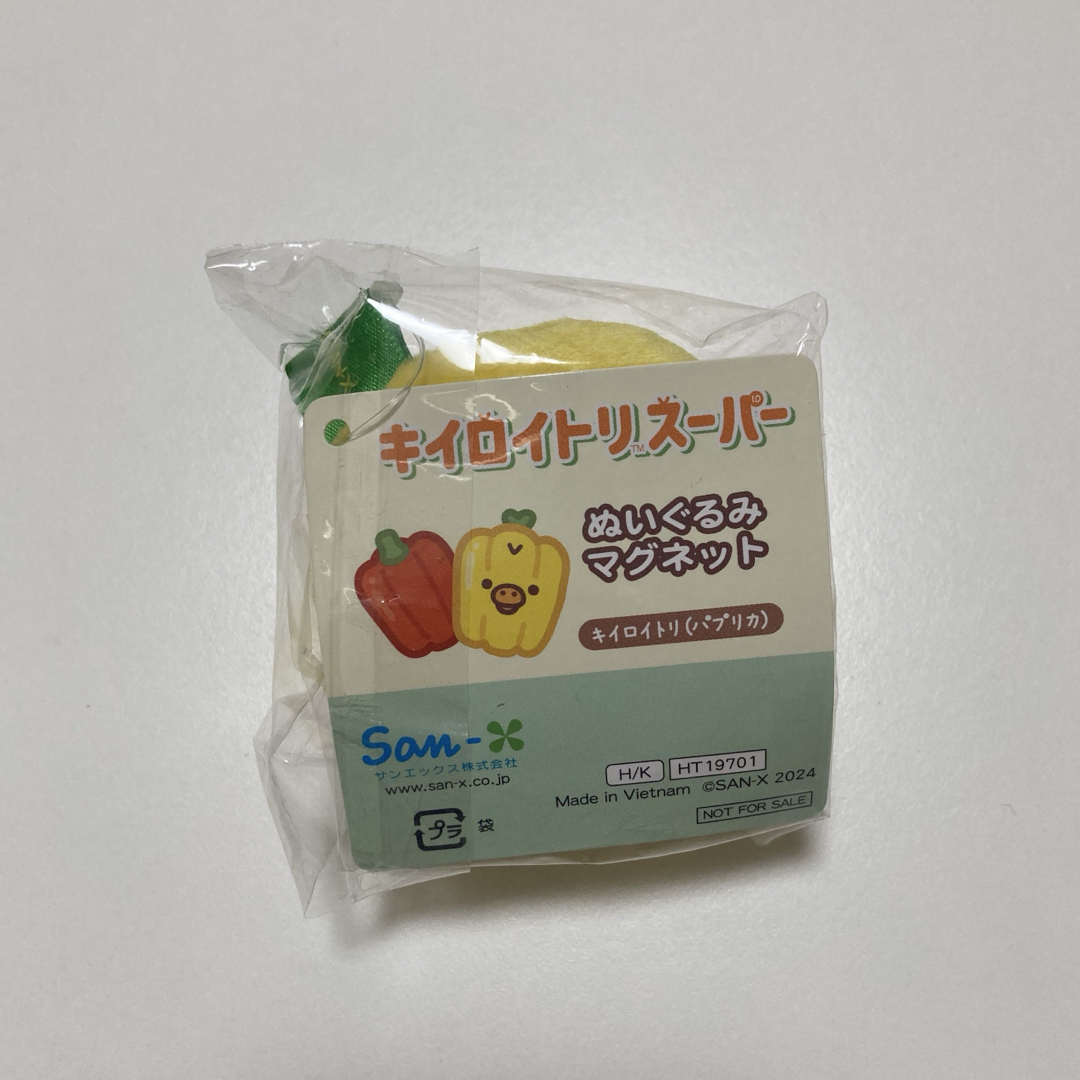 キイロイトリ™スーパー
ぬいぐるみ
マグネット
キイロイトリ(パプリカ)
San-X
サンエックス株式会社
www.san-x.co.jp
プラ 袋
H/K HT19701
Made in Vietnam ©SAN-X 2024
NOT FOR SALE